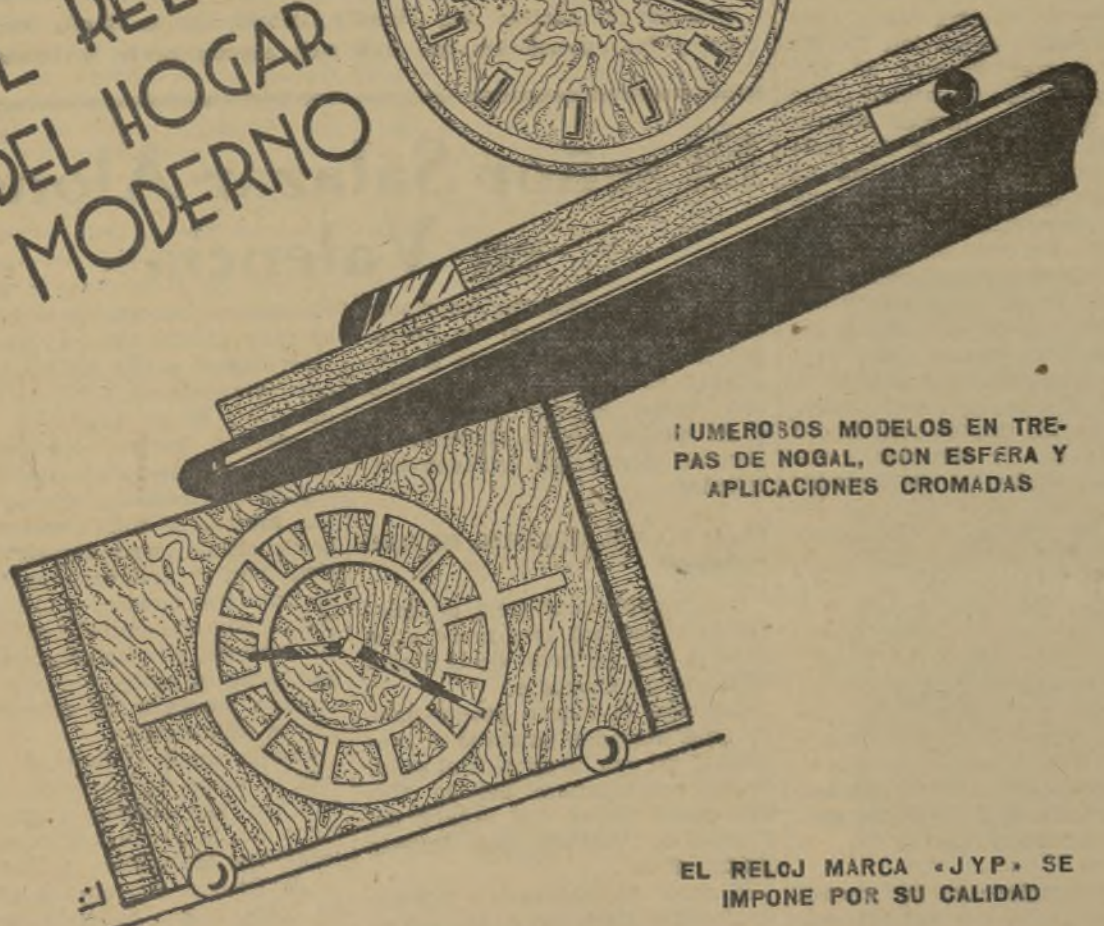 DEL HOGAR
MODERNO
UMEROSOS MODELOS EN TRE-
PAS DE NOGAL, CON ESFERA Y
APLICACIONES CROMADAS
EL RELOJ MARCA «JYP» SE
IMPONE POR SU CALIDAD